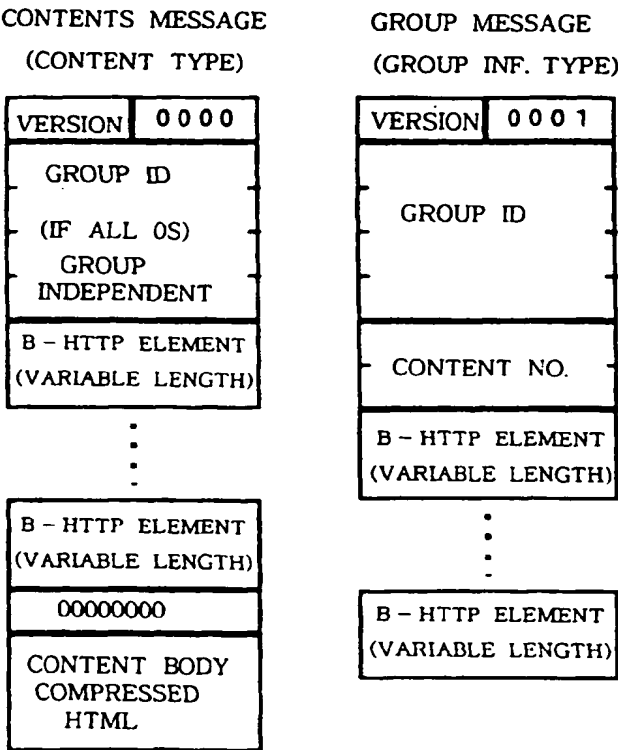 CONTENTS MESSAGE
(CONTENT TYPE)
VERSION 0000
GROUP ID
(IF ALL 0S)
GROUP
INDEPENDENT
B-HTTP ELEMENT
(VARIABLE LENGTH)
B-HTTP ELEMENT
(VARIABLE LENGTH)
00000000
CONTENT BODY
COMPRESSED
HTML
GROUP MESSAGE
(GROUP INF. TYPE)
VERSION 0001
GROUP ID
CONTENT NO.
B-HTTP ELEMENT
(VARIABLE LENGTH)
B-HTTP ELEMENT
(VARIABLE LENGTH)